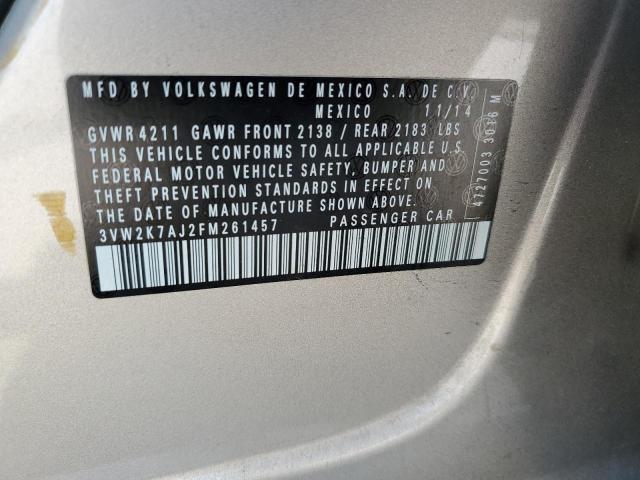 MFD BY VOLKSWAGEN DE MEXICO S.A. DE C.V.
MEXICO 11/14
GVWR 4211 GAWR FRONT 2138 / REAR 2183 LBS
THIS VEHICLE CONFORMS TO ALL APPLICABLE U.S.
FEDERAL MOTOR VEHICLE SAFETY, BUMPER AND
THEFT PREVENTION STANDARDS IN EFFECT ON
THE DATE OF MANUFACTURE SHOWN ABOVE.
3VW2K7AJ2FM261457 PASSENGER CAR
4727003 3016 M